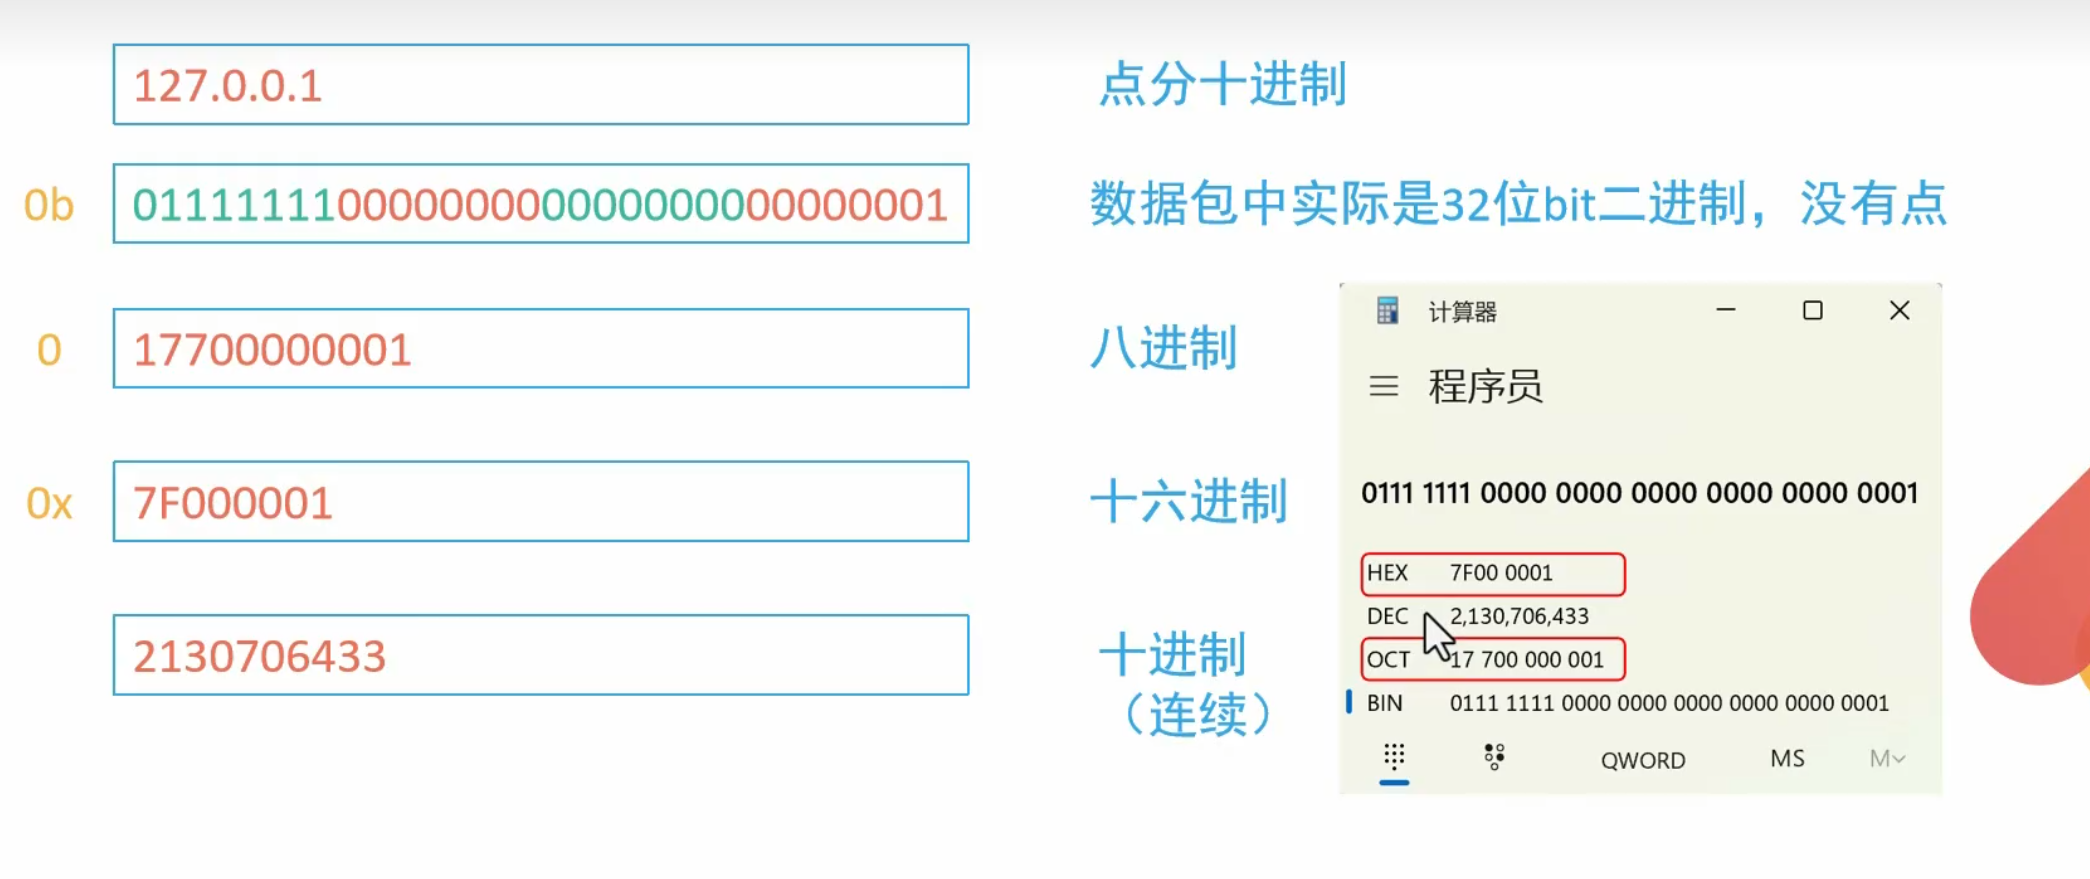 127.0.0.1
点分十进制
0b
01111111000000000000000000000001
数据包中实际是32位bit二进制，没有点
0
17700000001
八进制
0x
7F000001
十六进制
2130706433
十进制
（连续）
计算器
程序员
0111 1111 0000 0000 0000 0000 0000 0001
HEX 7F00 0001
DEC 2,130,706,433
OCT 17 700 000 001
BIN 0111 1111 0000 0000 0000 0000 0000 0001
QWORD MS M